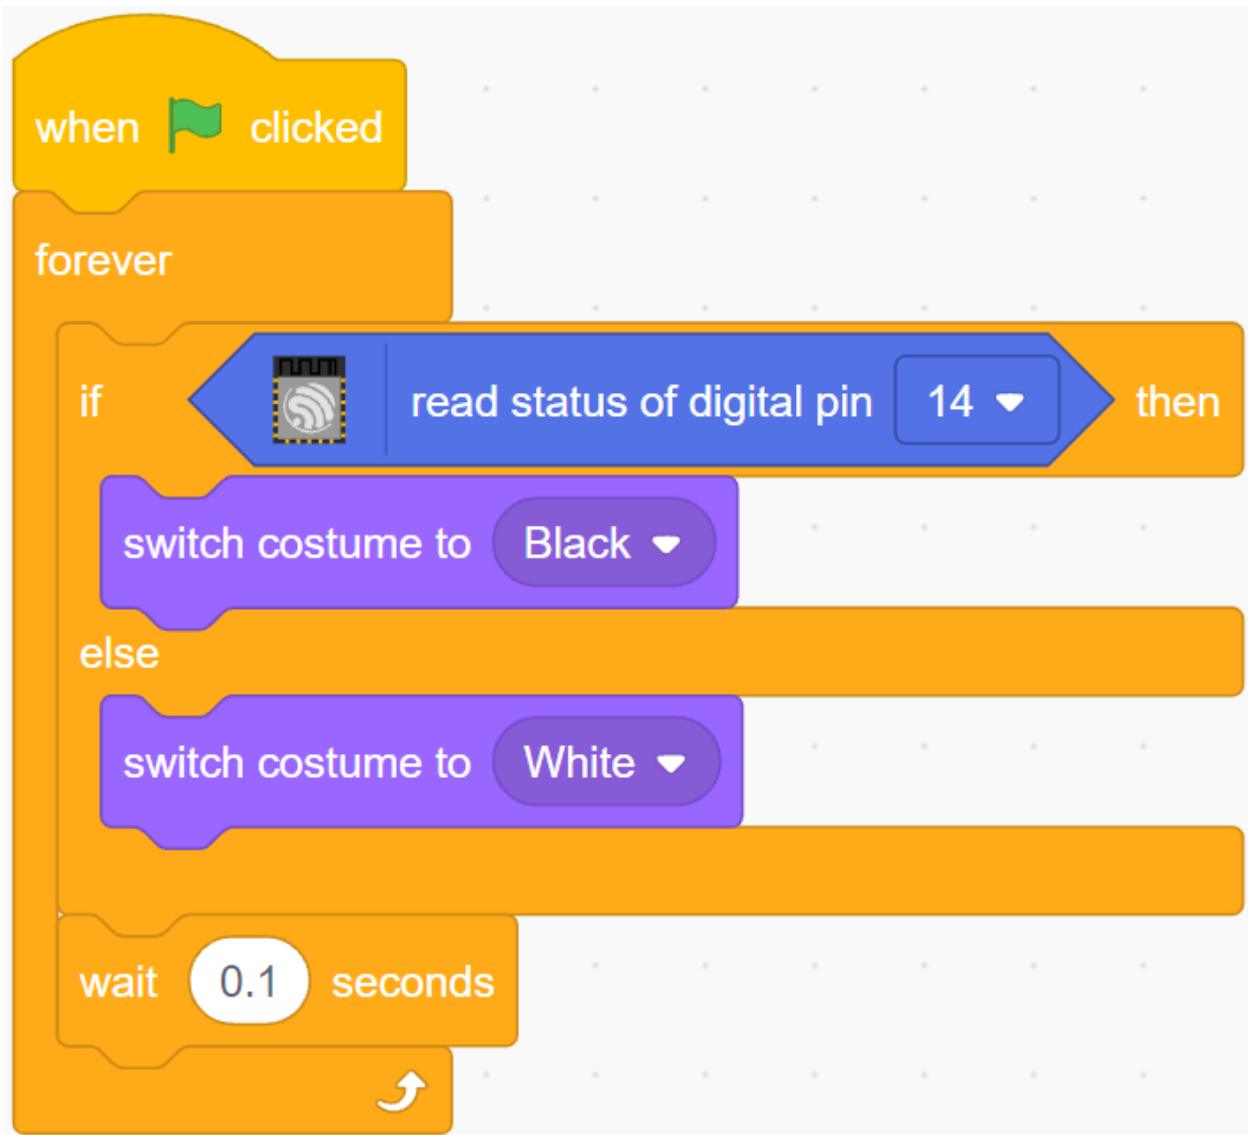 when clicked
forever
if read status of digital pin 14 then
switch costume to Black
else
switch costume to White
wait 0.1 seconds